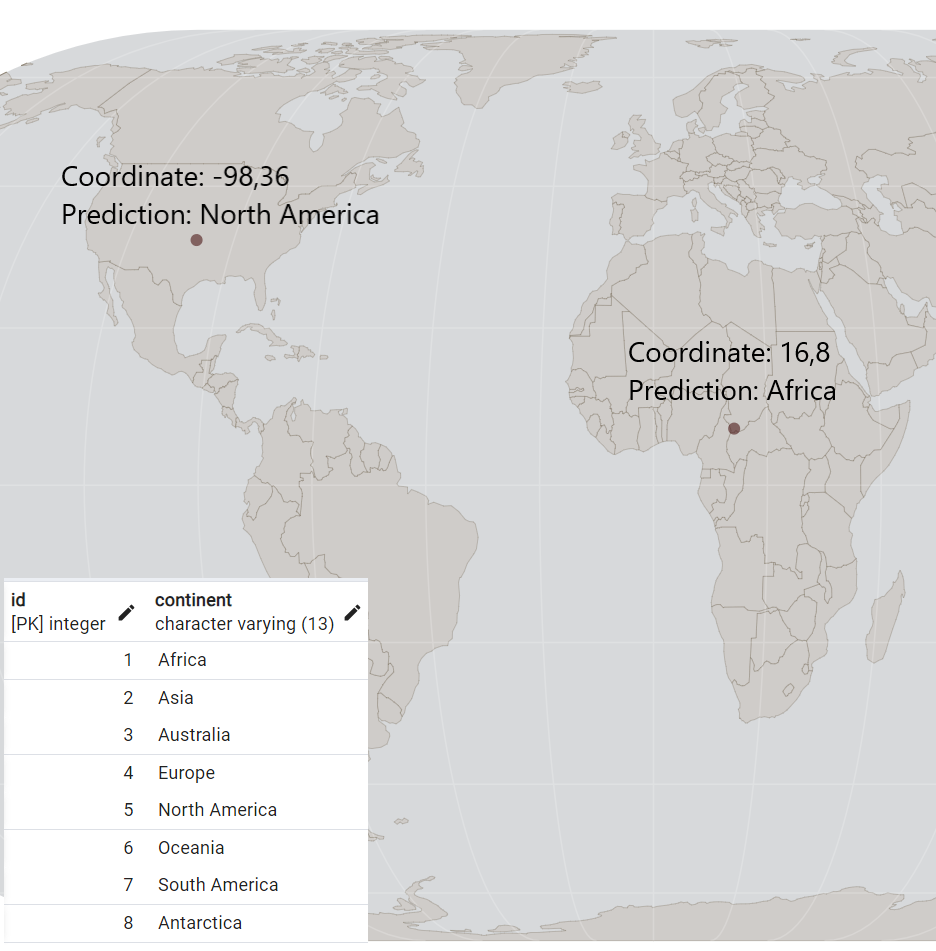 Coordinate: -98,36
Prediction: North America
Coordinate: 16,8
Prediction: Africa
id
[PK] integer
continent
character varying (13)
1 Africa
2 Asia
3 Australia
4 Europe
5 North America
6 Oceania
7 South America
8 Antarctica